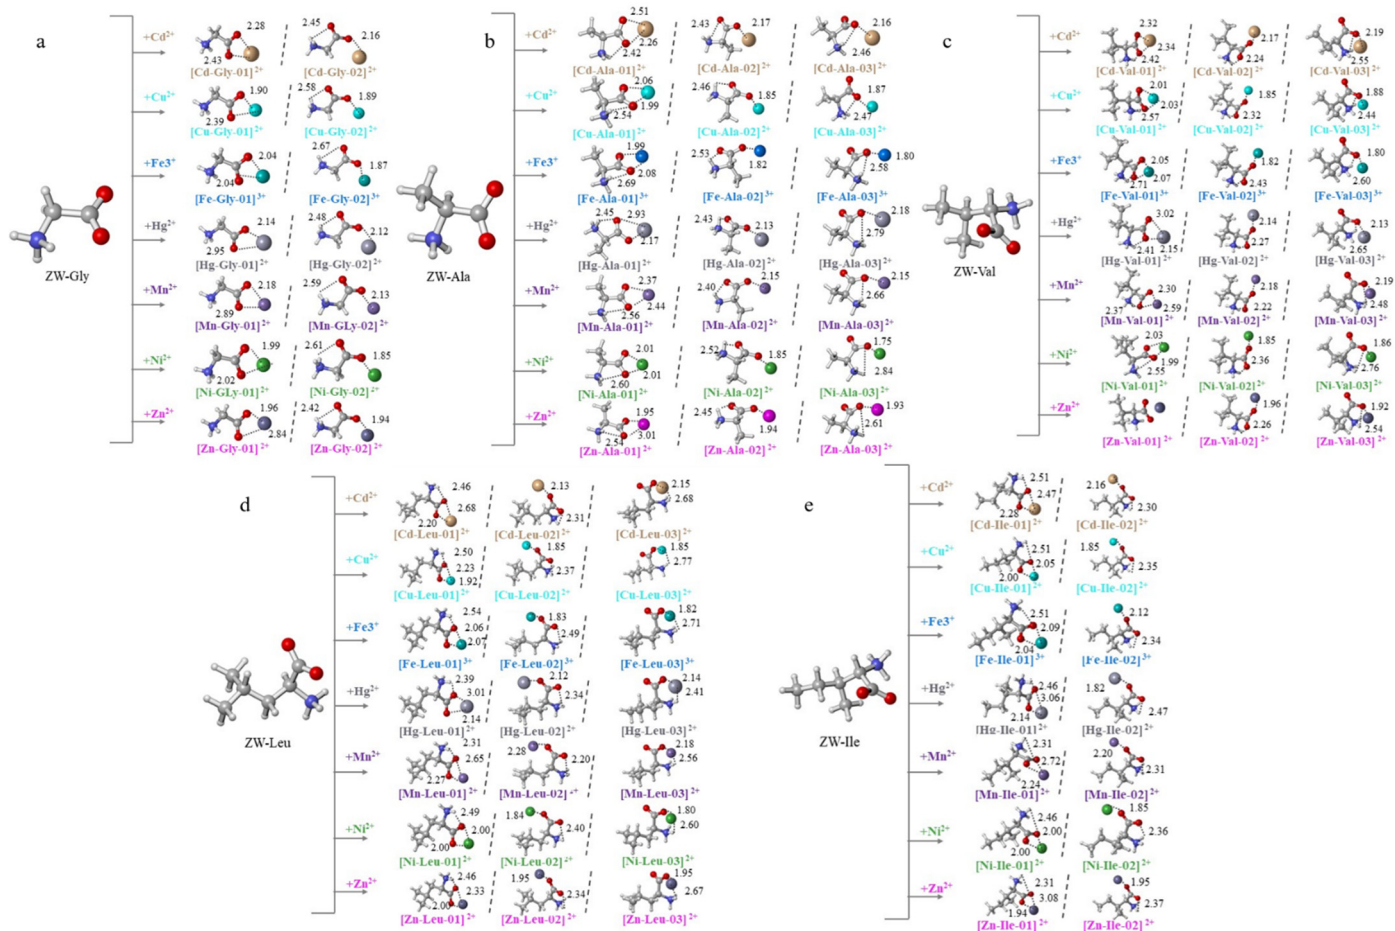 a
ZW-Gly
+Cd²⁺
2.28
2.43
[Cd-Gly-01]²⁺
2.45
2.16
[Cd-Gly-02]²⁺
+Cu²⁺
1.90
2.39
[Cu-Gly-01]²⁺
2.58
1.89
[Cu-Gly-02]²⁺
+Fe3⁺
2.04
2.04
[Fe-Gly-01]³⁺
2.67
1.87
[Fe-Gly-02]³⁺
+Hg²⁺
2.14
2.95
[Hg-Gly-01]²⁺
2.48
2.12
[Hg-Gly-02]²⁺
+Mn²⁺
2.18
2.89
[Mn-Gly-01]²⁺
2.59
2.13
[Mn-GLy-02]²⁺
+Ni²⁺
1.99
2.02
[Ni-GLy-01]²⁺
2.61
1.85
[Ni-Gly-02]²⁺
+Zn²⁺
1.96
2.84
[Zn-Gly-01]²⁺
2.42
1.94
[Zn-Gly-02]²⁺
b
ZW-Ala
+Cd²⁺
2.51
2.26
2.42
[Cd-Ala-01]²⁺
2.43
2.17
[Cd-Ala-02]²⁺
2.16
2.46
[Cd-Ala-03]²⁺
+Cu²⁺
2.06
1.99
2.54
[Cu-Ala-01]²⁺
2.46
1.85
[Cu-Ala-02]²⁺
1.87
2.47
[Cu-Ala-03]²⁺
+Fe3⁺
1.99
2.08
2.69
[Fe-Ala-01]³⁺
2.53
1.82
[Fe-Ala-02]³⁺
1.80
2.58
[Fe-Ala-03]³⁺
+Hg²⁺
2.45
2.93
2.17
[Hg-Ala-01]²⁺
2.43
2.13
[Hg-Ala-02]²⁺
2.18
2.79
[Hg-Ala-03]²⁺
+Mn²⁺
2.37
2.44
2.56
[Mn-Ala-01]²⁺
2.40
2.15
[Mn-Ala-02]²⁺
2.15
2.66
[Mn-Ala-03]²⁺
+Ni²⁺
2.01
2.01
2.60
[Ni-Ala-01]²⁺
2.52
1.85
[Ni-Ala-02]²⁺
1.75
2.84
[Ni-Ala-03]²⁺
+Zn²⁺
1.95
3.01
2.54
[Zn-Ala-01]²⁺
2.45
1.94
[Zn-Ala-02]²⁺
1.93
2.61
[Zn-Ala-03]²⁺
c
ZW-Val
+Cd²⁺
2.32
2.34
2.42
[Cd-Val-01]²⁺
2.17
2.24
[Cd-Val-02]²⁺
2.19
2.55
[Cd-Val-03]²⁺
+Cu²⁺
2.01
2.03
2.57
[Cu-Val-01]²⁺
1.85
2.32
[Cu-Val-02]²⁺
1.88
2.44
[Cu-Val-03]²⁺
+Fe3⁺
2.05
2.07
2.71
[Fe-Val-01]³⁺
1.82
2.43
[Fe-Val-02]³⁺
1.80
2.60
[Fe-Val-03]³⁺
+Hg²⁺
3.02
2.41
2.15
[Hg-Val-01]²⁺
2.14
2.27
[Hg-Val-02]²⁺
2.13
2.65
[Hg-Val-03]²⁺
+Mn²⁺
2.30
2.37
2.59
[Mn-Val-01]²⁺
2.18
2.22
[Mn-Val-02]²⁺
2.19
2.48
[Mn-Val-03]²⁺
+Ni²⁺
2.03
1.99
2.55
[Ni-Val-01]²⁺
1.85
2.36
[Ni-Val-02]²⁺
1.86
2.76
[Ni-Val-03]²⁺
+Zn²⁺
[Zn-Val-01]²⁺
1.96
2.26
[Zn-Val-02]²⁺
1.92
2.54
[Zn-Val-03]²⁺
d
ZW-Leu
+Cd²⁺
2.46
2.68
2.20
[Cd-Leu-01]²⁺
2.13
2.31
[Cd-Leu-02]²⁺
2.15
2.68
[Cd-Leu-03]²⁺
+Cu²⁺
2.50
2.23
1.92
[Cu-Leu-01]²⁺
1.85
2.37
[Cu-Leu-02]²⁺
1.85
2.77
[Cu-Leu-03]²⁺
+Fe3⁺
2.54
2.06
2.07
[Fe-Leu-01]³⁺
1.83
2.49
[Fe-Leu-02]³⁺
1.82
2.71
[Fe-Leu-03]³⁺
+Hg²⁺
2.39
3.01
2.14
[Hg-Leu-01]²⁺
2.12
2.34
[Hg-Leu-02]²⁺
2.14
2.41
[Hg-Leu-03]²⁺
+Mn²⁺
2.31
2.65
2.27
[Mn-Leu-01]²⁺
2.28
2.20
[Mn-Leu-02]²⁺
2.18
2.56
[Mn-Leu-03]²⁺
+Ni²⁺
2.49
2.00
2.00
[Ni-Leu-01]²⁺
1.84
2.40
[Ni-Leu-02]²⁺
1.80
2.60
[Ni-Leu-03]²⁺
+Zn²⁺
2.46
2.33
2.00
[Zn-Leu-01]²⁺
1.95
2.34
[Zn-Leu-02]²⁺
1.95
2.67
[Zn-Leu-03]²⁺
e
ZW-Ile
+Cd²⁺
2.51
2.47
2.28
[Cd-Ile-01]²⁺
2.16
2.30
[Cd-Ile-02]²⁺
+Cu²⁺
2.51
2.05
2.00
[Cu-Ile-01]²⁺
1.85
2.35
[Cu-Ile-02]²⁺
+Fe3⁺
2.51
2.09
2.04
[Fe-Ile-01]³⁺
2.12
2.34
[Fe-Ile-02]³⁺
+Hg²⁺
2.46
3.06
2.14
[Hg-Ile-01]²⁺
1.82
2.47
[Hg-Ile-02]²⁺
+Mn²⁺
2.31
2.72
2.24
[Mn-Ile-01]²⁺
2.20
2.31
[Mn-Ile-02]²⁺
+Ni²⁺
2.46
2.00
2.00
[Ni-Ile-01]²⁺
1.85
2.36
[Ni-Ile-02]²⁺
+Zn²⁺
2.31
3.08
1.94
[Zn-Ile-01]²⁺
1.95
2.37
[Zn-Ile-02]²⁺